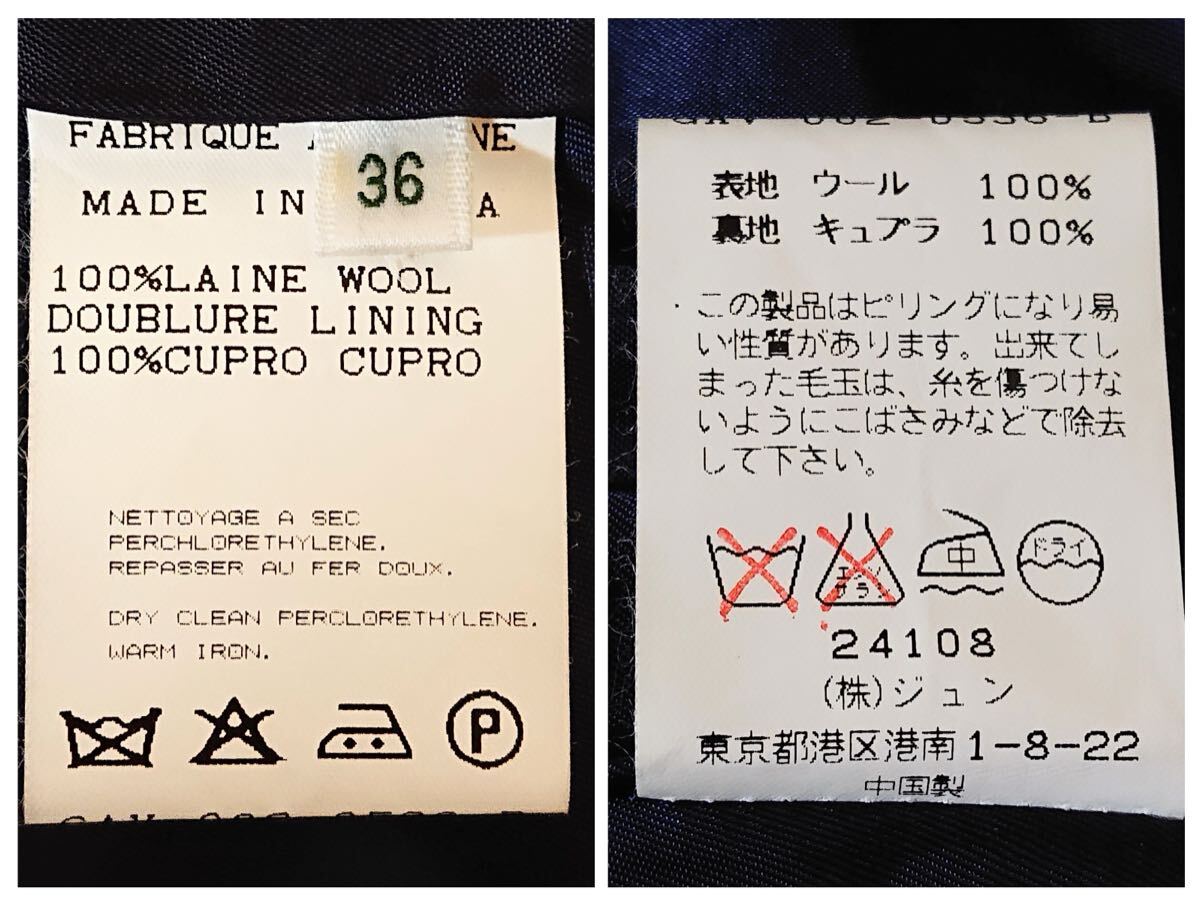 FABRIQUE
36
MADE IN
100%LAINE WOOL
DOUBLURE LINING
100%CUPRO CUPRO
NETTOYAGE A SEC
PERCHLORETHYLENE.
REPASSER AU FER DOUX.
DRY CLEAN PERCLORETHYLENE.
WARM IRON.
P
表地 ウール 100%
裏地 キュプラ 100%
・この製品はピリングになり易
い性質があります。出来てし
まった毛玉は、糸を傷つけな
いようにこばさみなどで除去
して下さい。
エンソ サラシ 中 ドライ
24108
(株)ジュン
東京都港区港南1-8-22
中国製